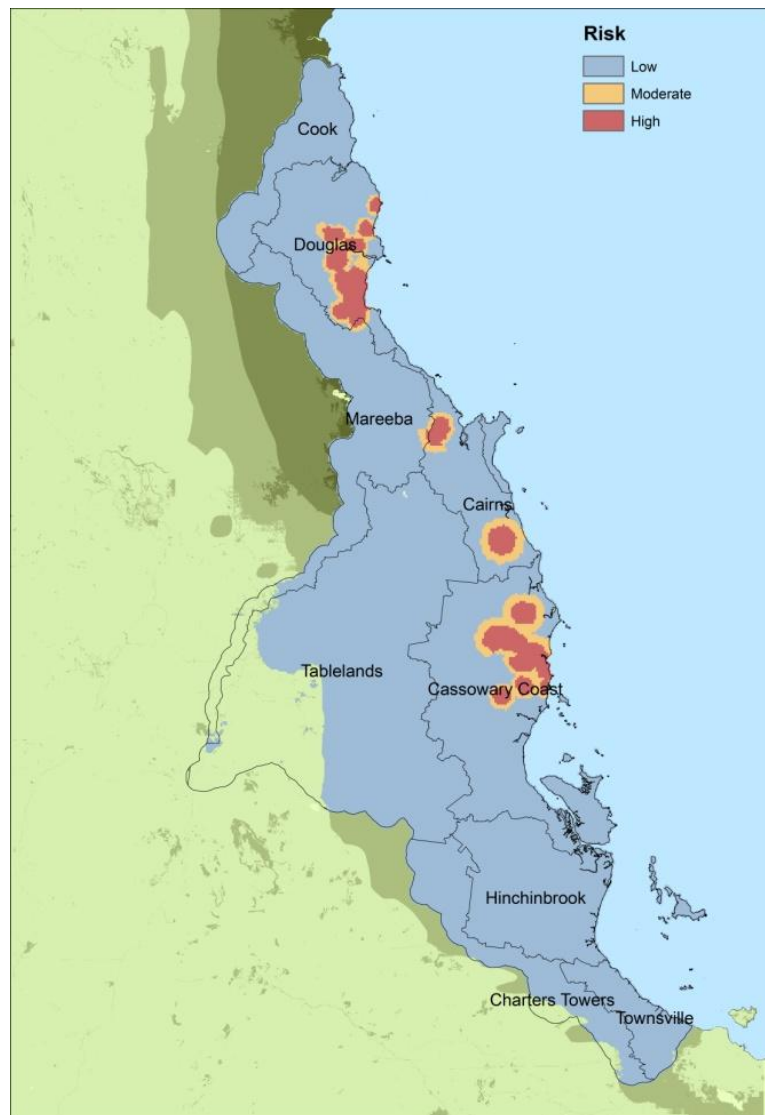 Risk
Low
Moderate
High
Cook
Douglas
Mareeba
Cairns
Tablelands
Cassowary Coast
Hinchinbrook
Charters Towers
Townsville